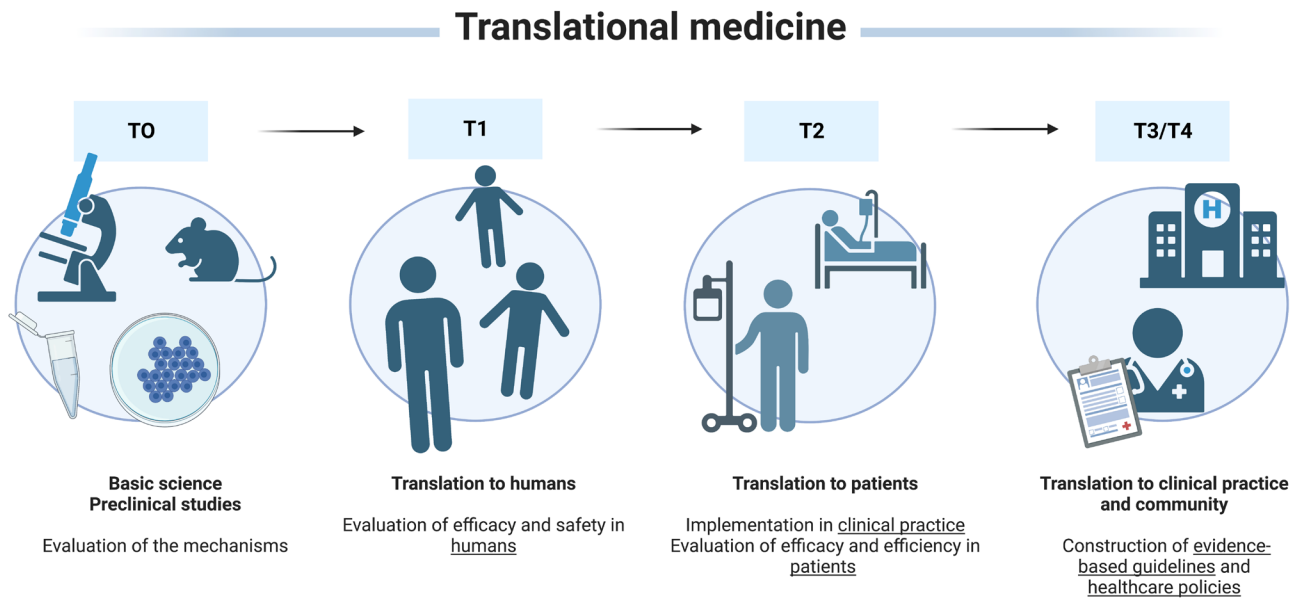 Translational medicine
T0
T1
T2
T3/T4
H
Basic science
Preclinical studies
Evaluation of the mechanisms
Translation to humans
Evaluation of efficacy and safety in
humans
Translation to patients
Implementation in clinical practice
Evaluation of efficacy and efficiency in
patients
Translation to clinical practice
and community
Construction of evidence-
based guidelines and
healthcare policies